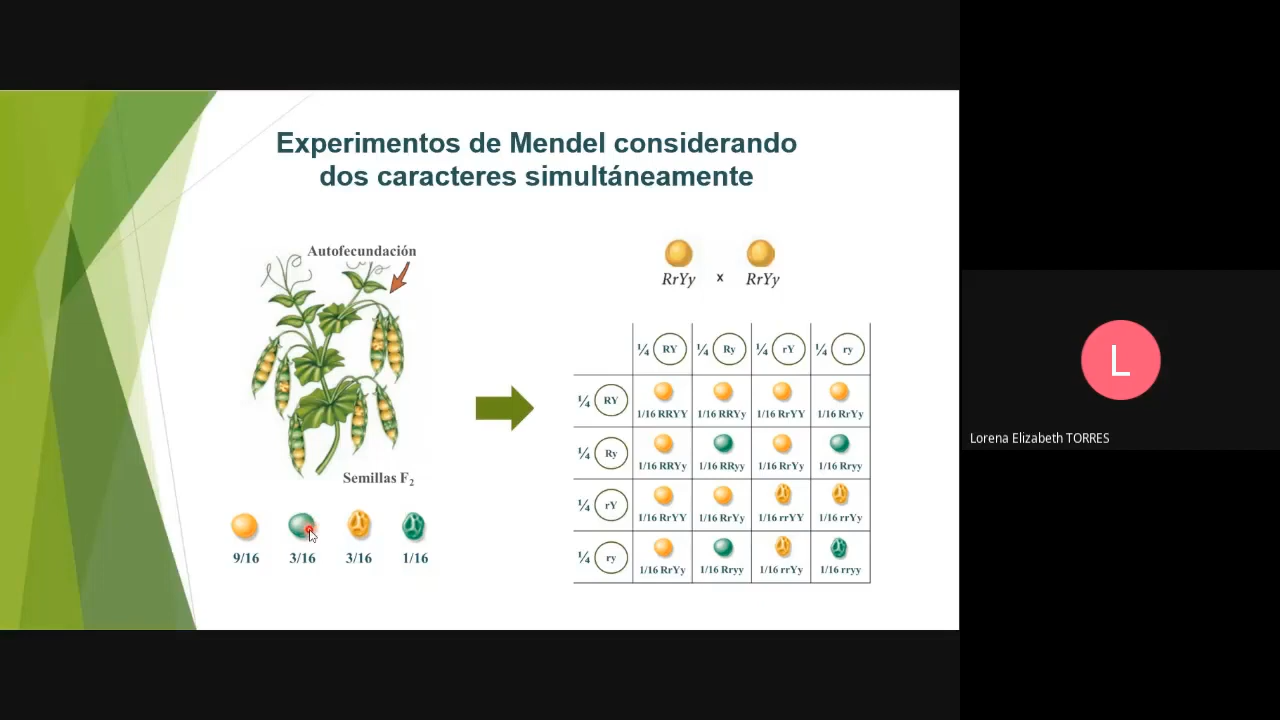 Experimentos de Mendel considerando
dos caracteres simultáneamente
Autofecundación
Semillas F₂
9/16 3/16 3/16 1/16
RrYy x RrYy
¼ RY ¼ Ry ¼ rY ¼ ry
¼ RY
1/16 RRYY 1/16 RRYy 1/16 RrYY 1/16 RrYy
¼ Ry
1/16 RRYy 1/16 RRyy 1/16 RrYy 1/16 Rryy
¼ rY
1/16 RrYY 1/16 RrYy 1/16 rrYY 1/16 rrYy
¼ ry
1/16 RrYy 1/16 Rryy 1/16 rrYy 1/16 rryy
L
Lorena Elizabeth TORRES